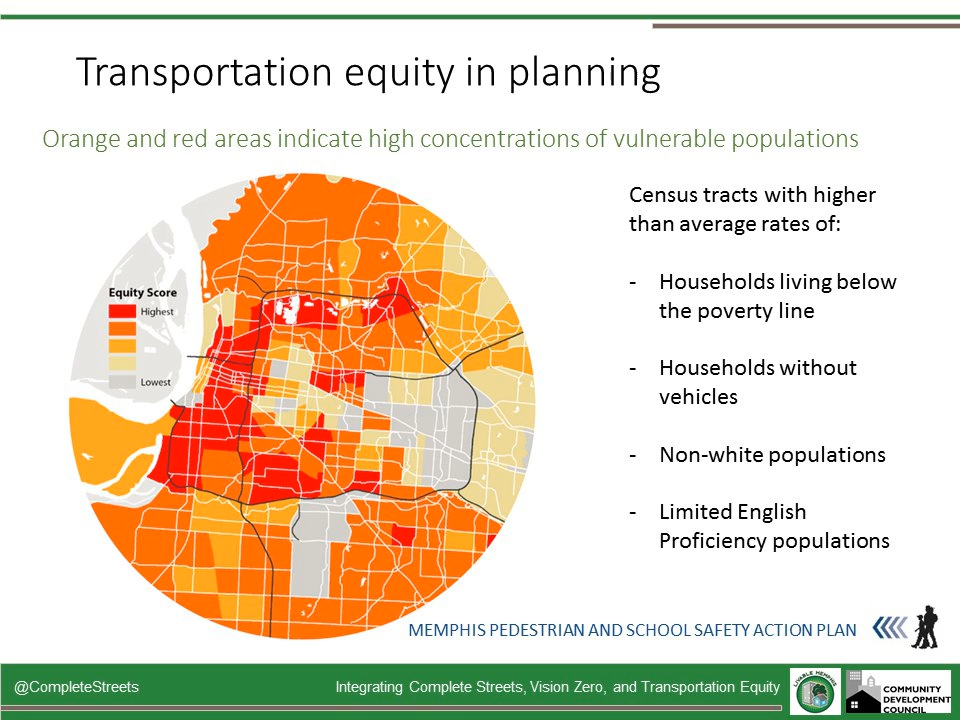 Transportation equity in planning
Orange and red areas indicate high concentrations of vulnerable populations
Equity Score
Highest
Lowest
Census tracts with higher
than average rates of:
- Households living below
the poverty line
- Households without
vehicles
- Non-white populations
- Limited English
Proficiency populations
MEMPHIS PEDESTRIAN AND SCHOOL SAFETY ACTION PLAN
@CompleteStreets
Integrating Complete Streets, Vision Zero, and Transportation Equity
LIVABLE MEMPHIS
COMMUNITY
DEVELOPMENT
COUNCIL